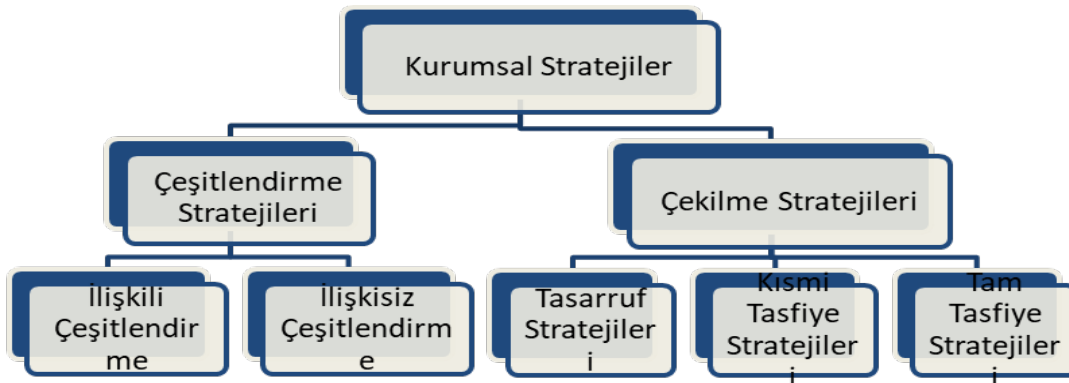 Kurumsal Stratejiler
Çeşitlendirme
Stratejileri
Çekilme Stratejileri
İlişkili
Çeşitlendir
me
İlişkisiz
Çeşitlendirm
e
Tasarruf
Stratejiler
i
Kısmi
Tasfiye
Stratejiler
i
Tam
Tasfiye
Stratejiler
i